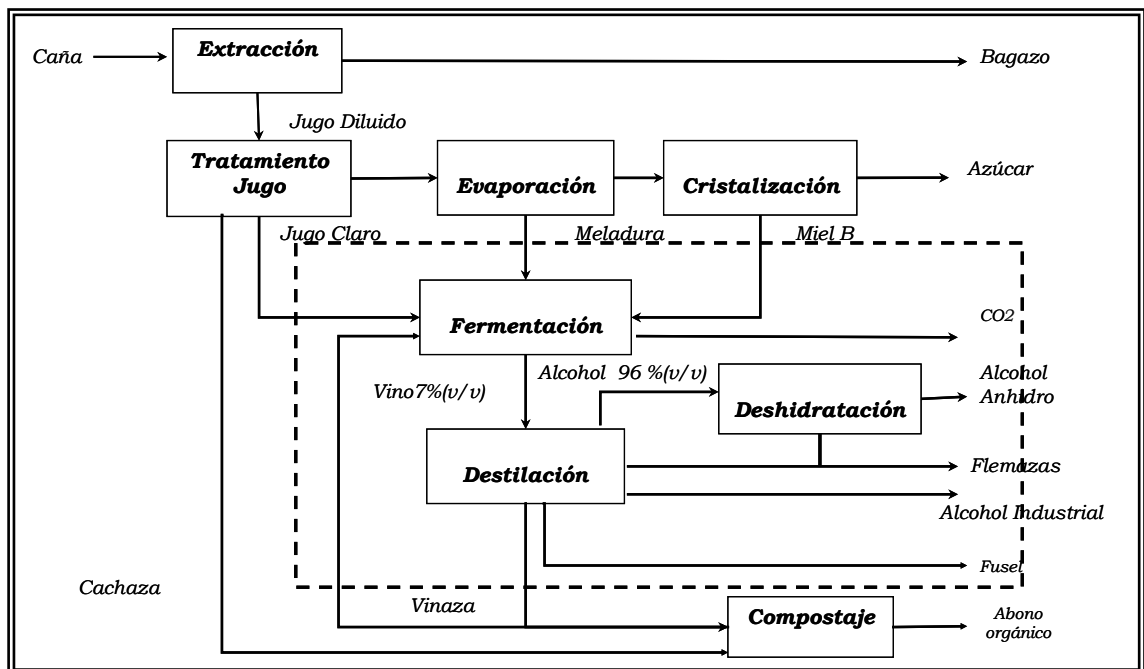 Extracción
Caña
Bagazo
Jugo Diluido
Tratamiento
Jugo
Evaporación
Cristalización
Azúcar
Jugo Claro
Meladura
Miel B
Fermentación
CO2
Alcohol 96 %(v/v)
Vino7%(v/v)
Alcohol
Anhidro
Deshidratación
Destilación
Flemazas
Alcohol Industrial
Fusel
Cachaza
Vinaza
Compostaje
Abono
orgánico